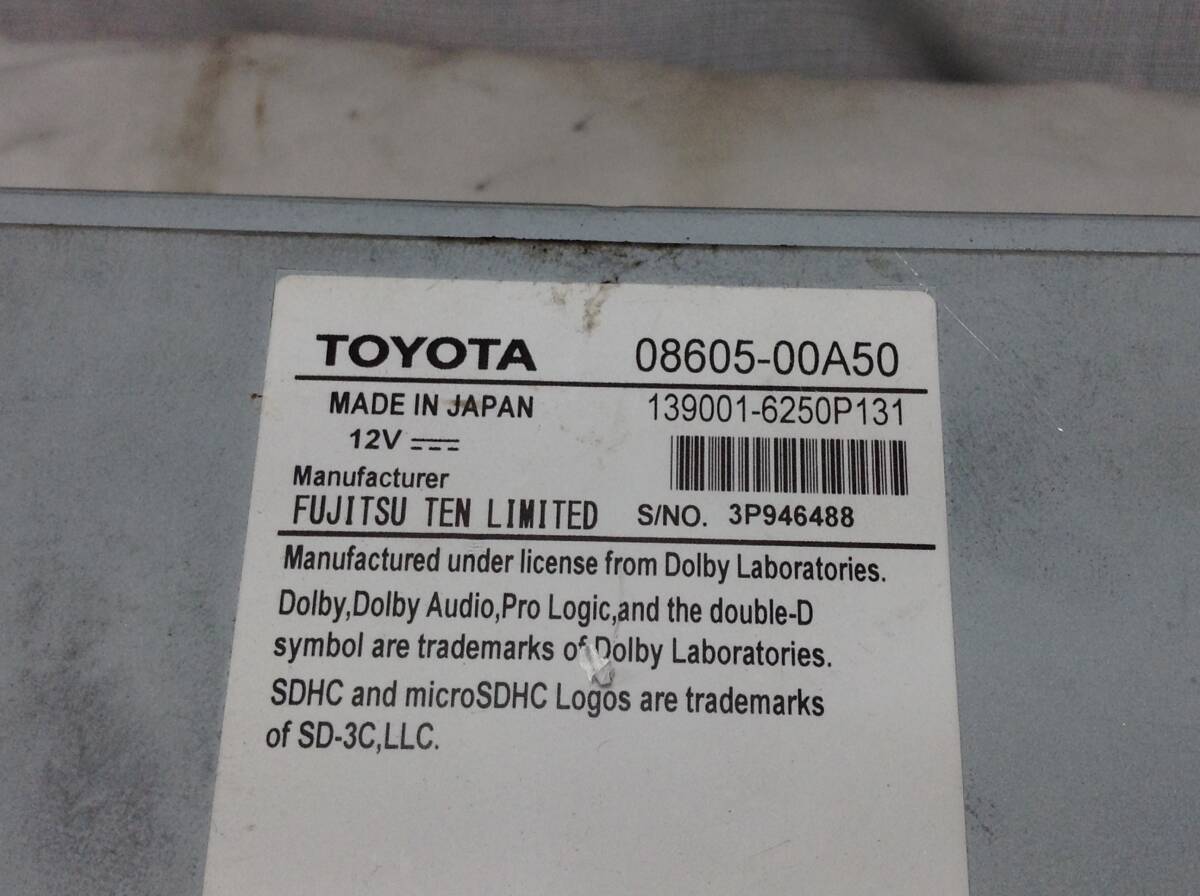 TOYOTA 08605-00A50
MADE IN JAPAN 139001-6250P131
12V
Manufacturer
FUJITSU TEN LIMITED S/NO. 3P946488
Manufactured under license from Dolby Laboratories.
Dolby,Dolby Audio,Pro Logic,and the double-D
symbol are trademarks of Dolby Laboratories.
SDHC and microSDHC Logos are trademarks
of SD-3C,LLC.